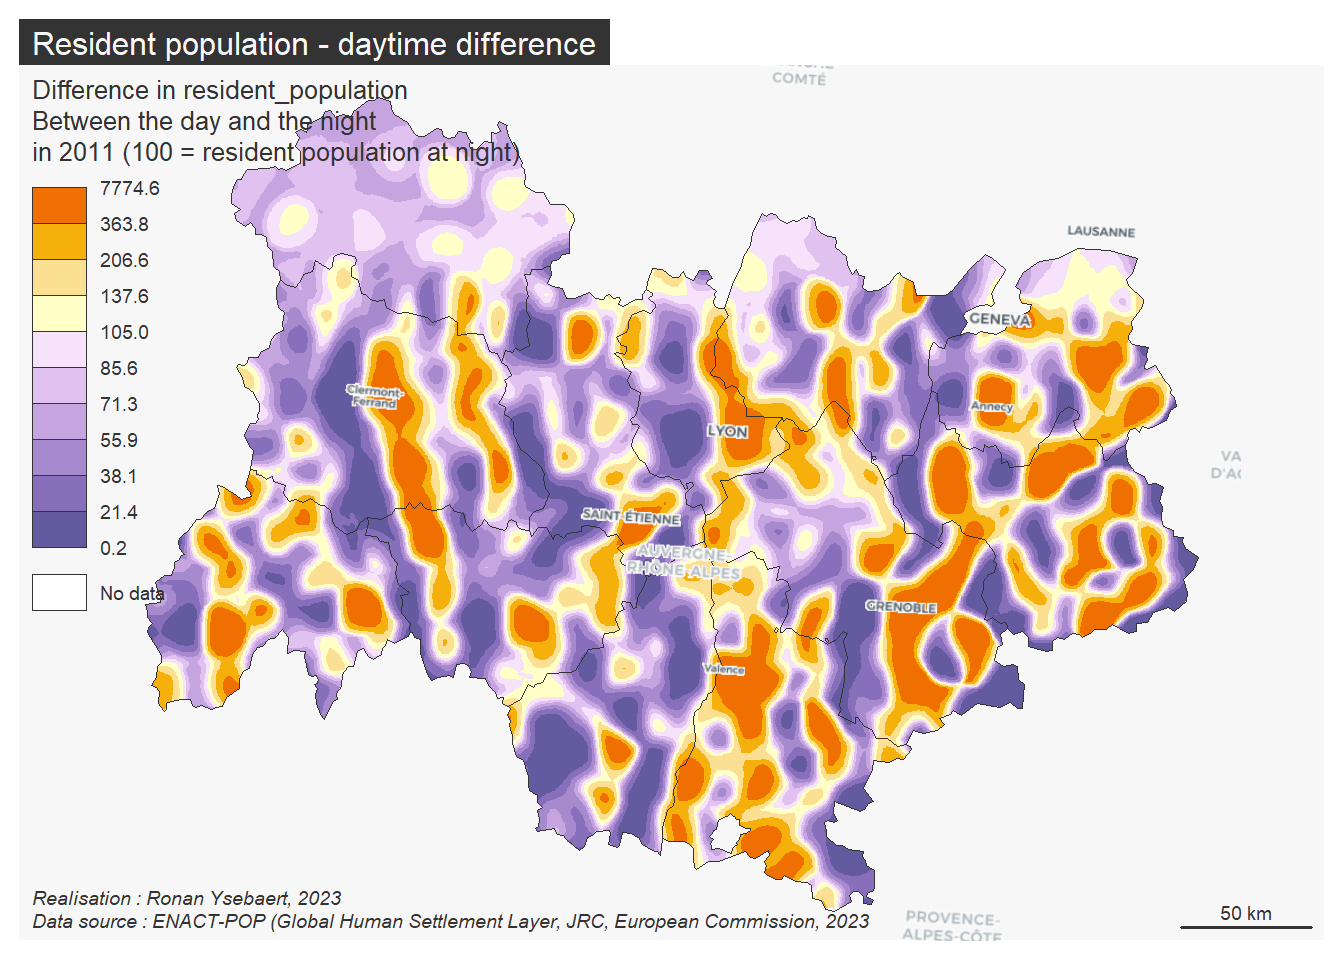 Resident population - daytime difference
Difference in resident_population
Between the day and the night
in 2011 (100 = resident population at night)
7774.6
363.8
206.6
137.6
105.0
85.6
71.3
55.9
38.1
21.4
0.2
No data
COMTÉ
LAUSANNE
GENEVA
Clermont-
Ferrand
Annecy
LYON
VA
D'AO
SAINT-ÉTIENNE
AUVERGNE-
RHÔNE ALPES
GRENOBLE
Valence
PROVENCE-
ALPES-CÔTE
Realisation : Ronan Ysebaert, 2023
Data source : ENACT-POP (Global Human Settlement Layer, JRC, European Commission, 2023
50 km